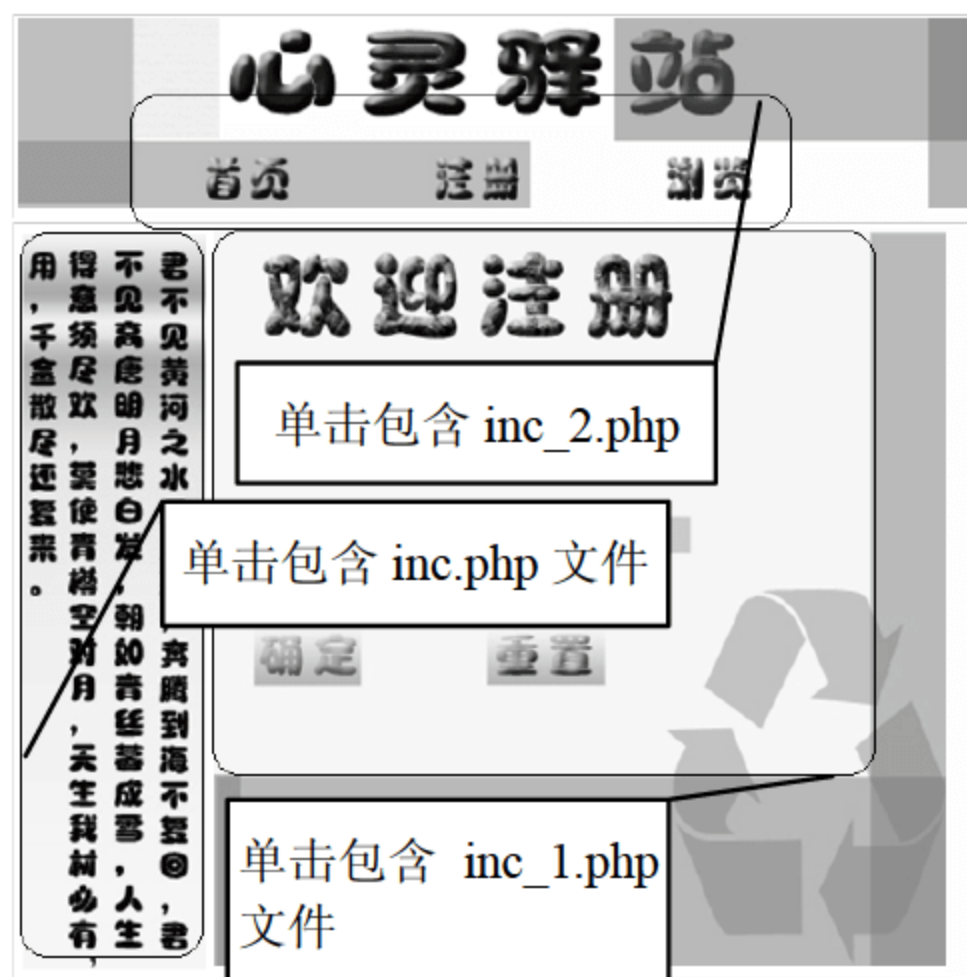 心灵驿站
首页 注册 浏览
君不见黄河之水，奔腾到海不复回，君
不见高唐明月悲白发，朝如青丝暮成雪，人生
得意须尽欢，莫使青樽空对月，天生我村必有，
用，千盒散尽还复来。
欢迎注册
单击包含 inc_2.php
单击包含 inc.php 文件
确定 重置
单击包含 inc_1.php
文件